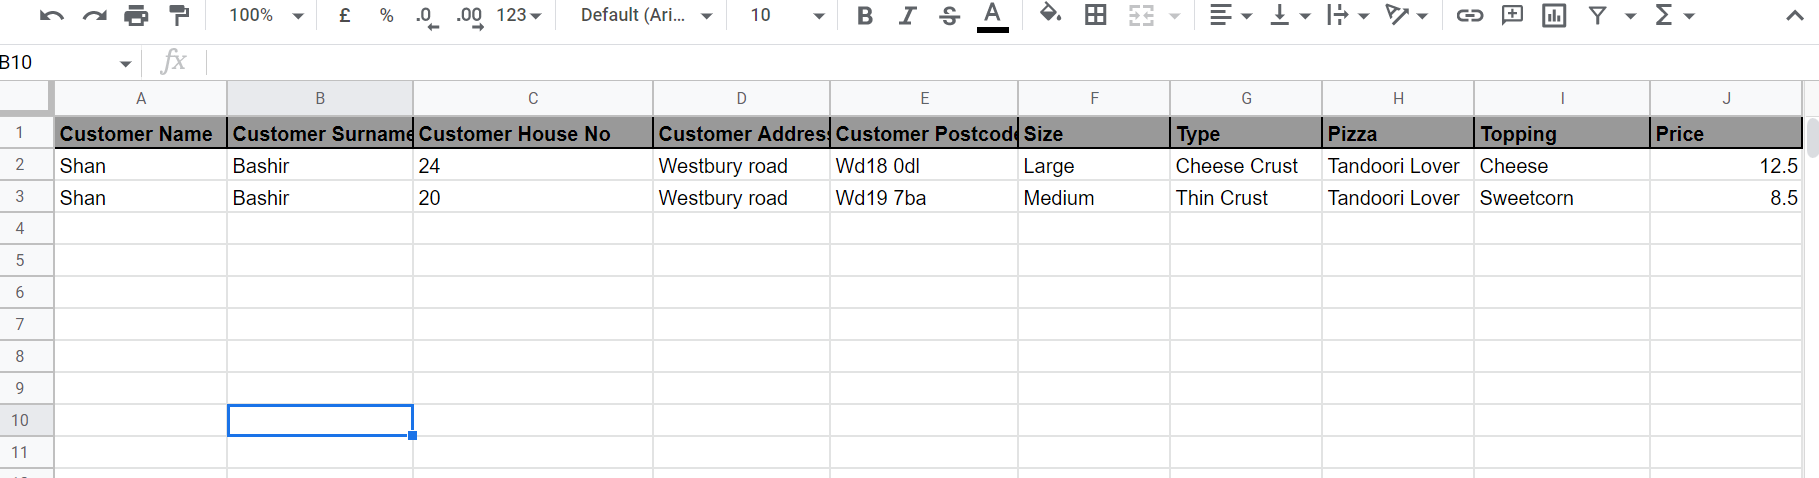 100% £ % .0 .00 123 Default (Ari... 10 B I S A
B10 fx
A B C D E F G H I J
1 Customer Name Customer Surname Customer House No Customer Addres Customer Postcod Size Type Pizza Topping Price
2 Shan Bashir 24 Westbury road Wd18 0dl Large Cheese Crust Tandoori Lover Cheese 12.5
3 Shan Bashir 20 Westbury road Wd19 7ba Medium Thin Crust Tandoori Lover Sweetcorn 8.5
4
5
6
7
8
9
10
11